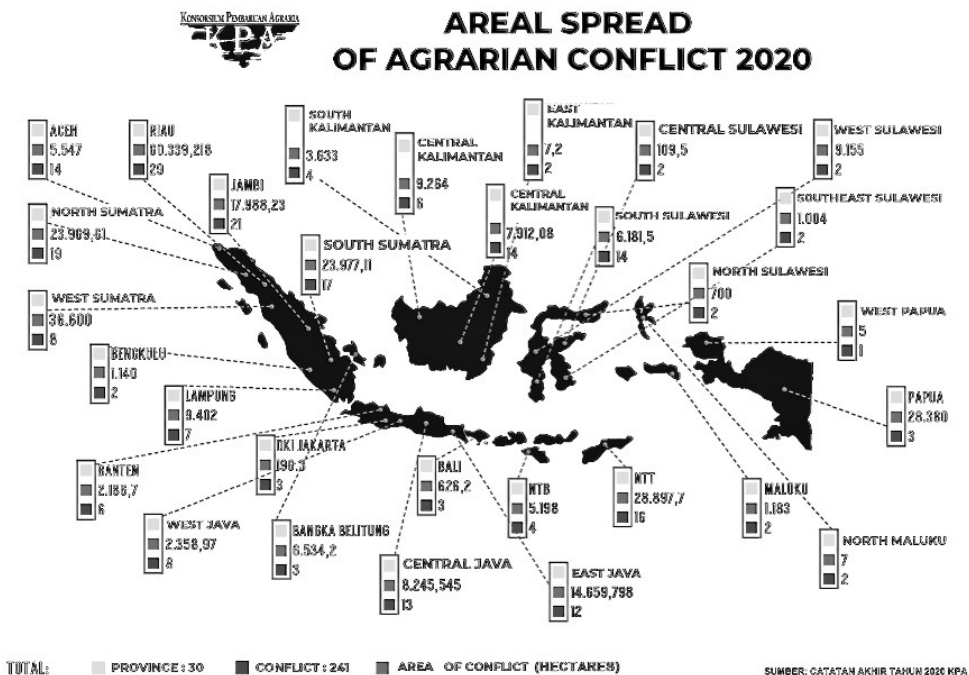 KONSORSIUM PEMBARUAN AGRARIA
KPA
AREAL SPREAD
OF AGRARIAN CONFLICT 2020
ACEH
5.547
14
RIAU
60.339,218
29
SOUTH
KALIMANTAN
3.633
4
CENTRAL
KALIMANTAN
9.264
6
EAST
KALIMANTAN
7,2
2
CENTRAL SULAWESI
109,5
2
WEST SULAWESI
9.155
2
JAMBI
17.988,23
21
NORTH SUMATRA
23.969,61
19
SOUTH SUMATRA
23.977,11
17
CENTRAL
KALIMANTAN
7.912,08
14
SOUTH SULAWESI
6.181,5
14
SOUTHEAST SULAWESI
1.004
2
NORTH SULAWESI
700
2
WEST SUMATRA
36.600
8
WEST PAPUA
5
1
BENGKULU
1.140
2
LAMPUNG
9.402
7
PAPUA
28.380
3
BANTEN
2.186,7
6
DKI JAKARTA
190.3
3
BALI
626,2
3
NTB
5.198
4
NTT
28.897,7
16
MALUKU
1.183
2
WEST JAVA
2.358,97
8
BANGKA BELITUNG
6.534,2
3
CENTRAL JAVA
8.245,545
13
EAST JAVA
14.659,798
12
NORTH MALUKU
7
2
TOTAL: PROVINCE : 30 CONFLICT : 241 AREA OF CONFLICT (HECTARES)
SUMBER: CATATAN AKHIR TAHUN 2020 KPA